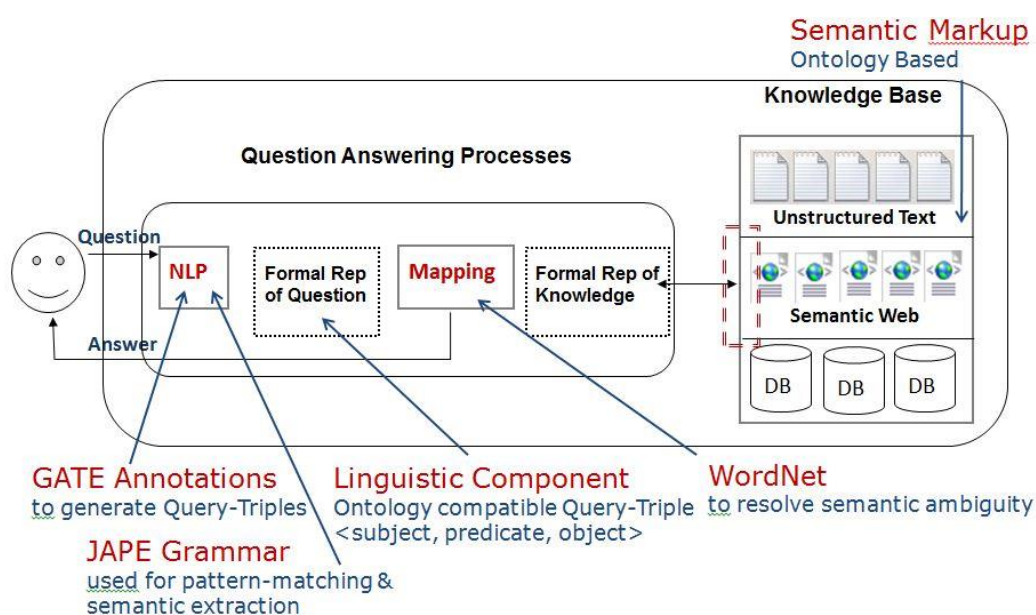 Semantic Markup
Ontology Based
Knowledge Base
Question Answering Processes
Unstructured Text
Question
NLP
Formal Rep
of Question
Mapping
Formal Rep of
Knowledge
Semantic Web
Answer
DB
DB
DB
GATE Annotations
to generate Query-Triples
Linguistic Component
Ontology compatible Query-Triple
<subject, predicate, object>
WordNet
to resolve semantic ambiguity
JAPE Grammar
used for pattern-matching &
semantic extraction